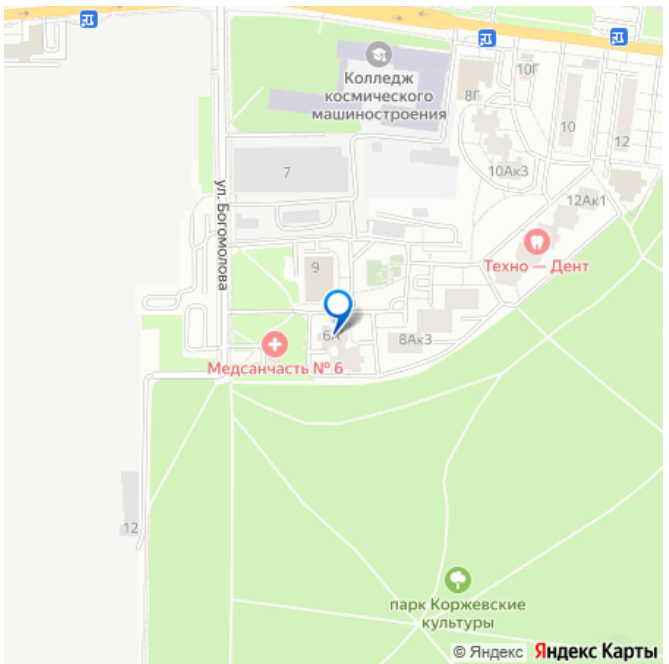 Колледж
космического
машиностроения
10Г
8Г
10
12
7
10Ак3
ул. Богомолова
12Ак1
Техно — Дент
9
6А
8Ак3
Медсанчасть № 6
12
парк Коржевские
культуры
© Яндекс Яндекс Карты